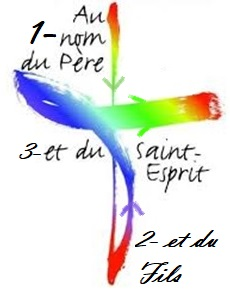 Au
1- nom
du Père
3- et du Saint-
Esprit
2- et du
Fils